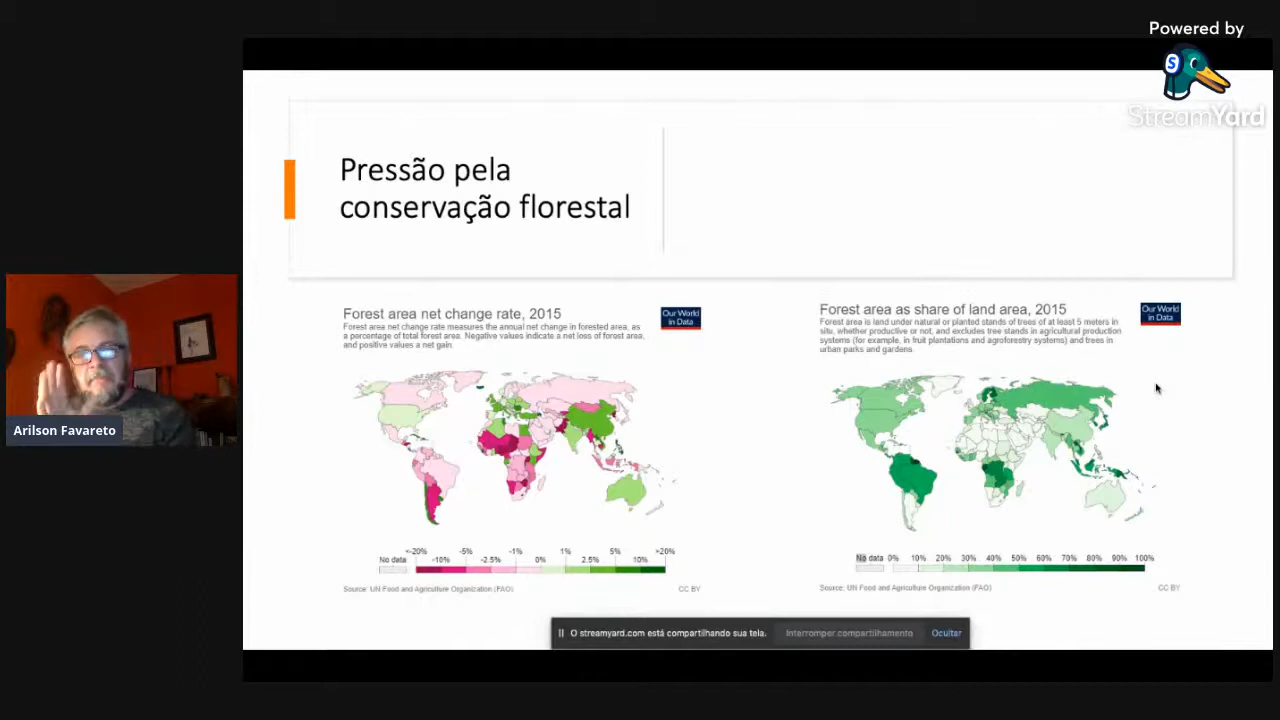 Powered by
StreamYard
Pressão pela
conservação florestal
Arilson Favareto
Forest area net change rate, 2015
Forest area net change rate measures the annual net change in forested area, as
a percentage of total forest area. Negative values indicate a net loss of forest area,
and positive values a net gain.
Our World
in Data
<-20% -5% -1% 1% 5% >20%
No data -10% -2.5% 0% 2.5% 10%
Source: UN Food and Agriculture Organization (FAO) CC BY
Forest area as share of land area, 2015
Forest area is land under natural or planted stands of trees of at least 5 meters in
situ, whether productive or not, and excludes tree stands in agricultural production
systems (for example, in fruit plantations and agroforestry systems) and trees in
urban parks and gardens.
Our World
in Data
No data 0% 10% 20% 30% 40% 50% 60% 70% 80% 90% 100%
Source: UN Food and Agriculture Organization (FAO) CC BY
O streamyard.com está compartilhando sua tela. Interromper compartilhamento Ocultar